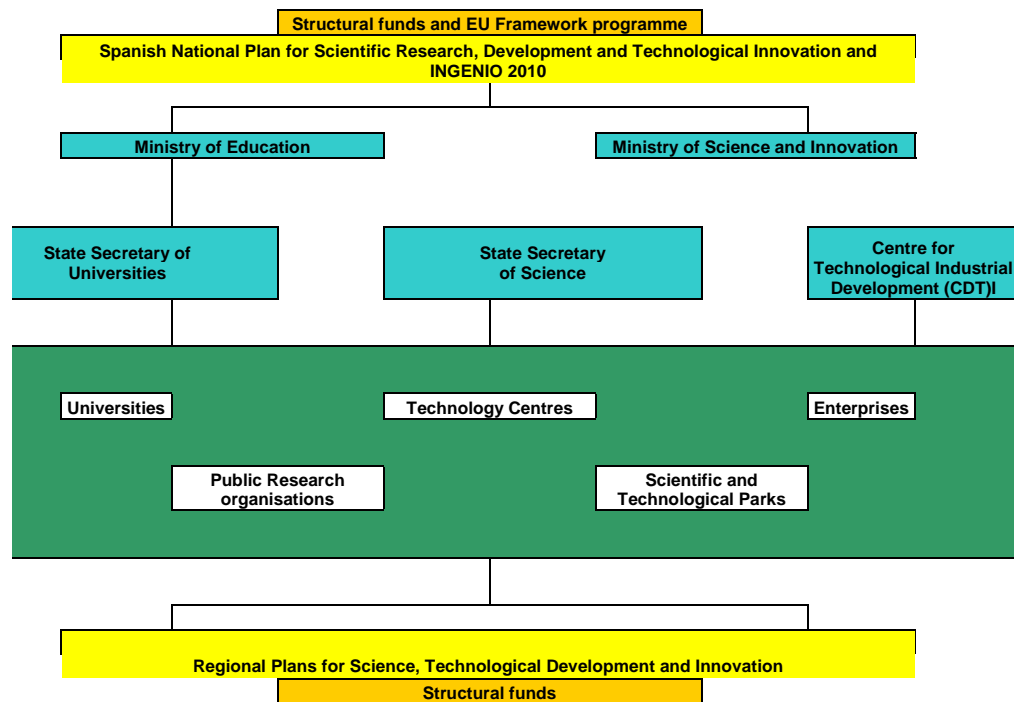 Structural funds and EU Framework programme
Spanish National Plan for Scientific Research, Development and Technological Innovation and
INGENIO 2010
Ministry of Education
Ministry of Science and Innovation
State Secretary of
Universities
State Secretary
of Science
Centre for
Technological Industrial
Development (CDT)I
Universities
Technology Centres
Enterprises
Public Research
organisations
Scientific and
Technological Parks
Regional Plans for Science, Technological Development and Innovation
Structural funds